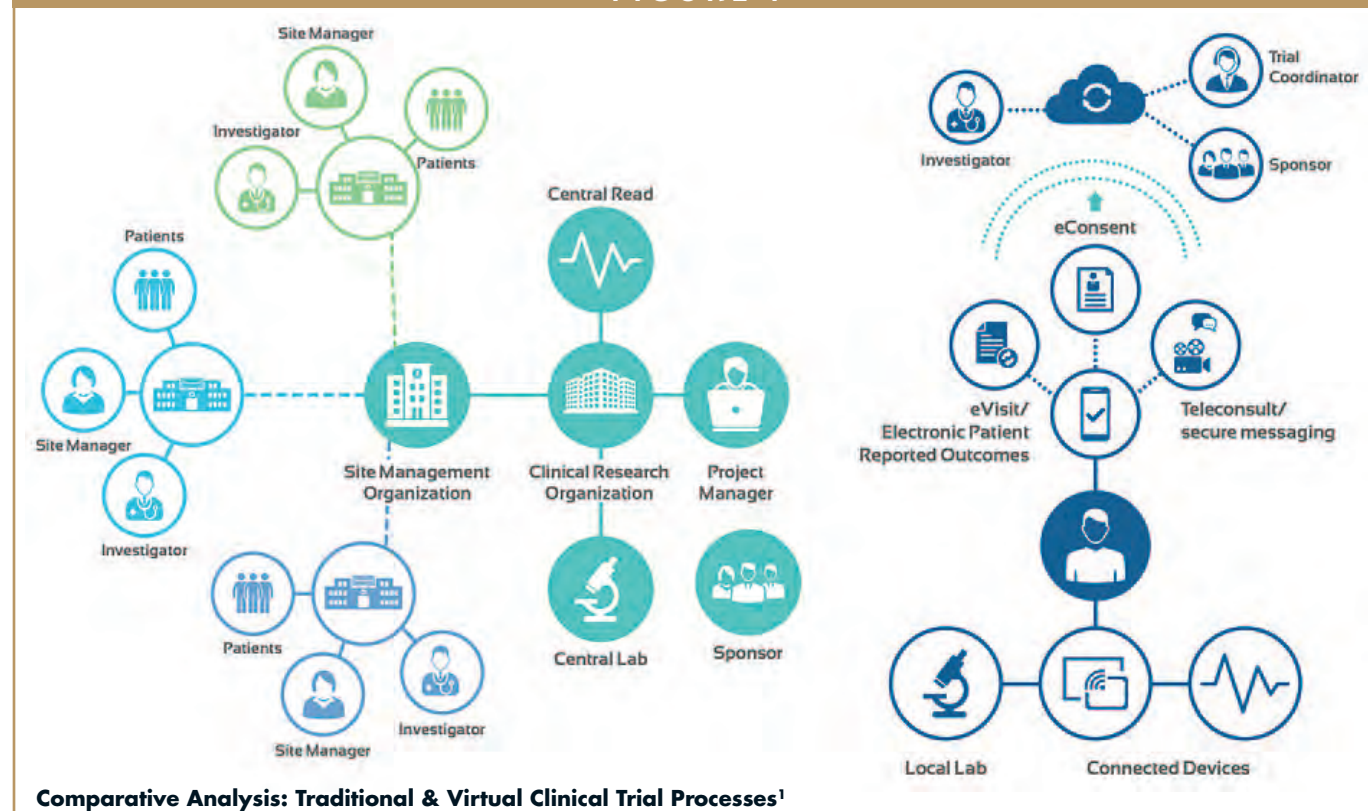 Site Manager
Investigator
Patients
Patients
Site Manager
Investigator
Patients
Site Manager
Investigator
Site Management
Organization
Central Read
Clinical Research
Organization
Project
Manager
Central Lab
Sponsor
Trial
Coordinator
Investigator
Sponsor
eConsent
eVisit/
Electronic Patient
Reported Outcomes
Teleconsult/
secure messaging
Local Lab
Connected Devices
Comparative Analysis: Traditional & Virtual Clinical Trial Processes¹